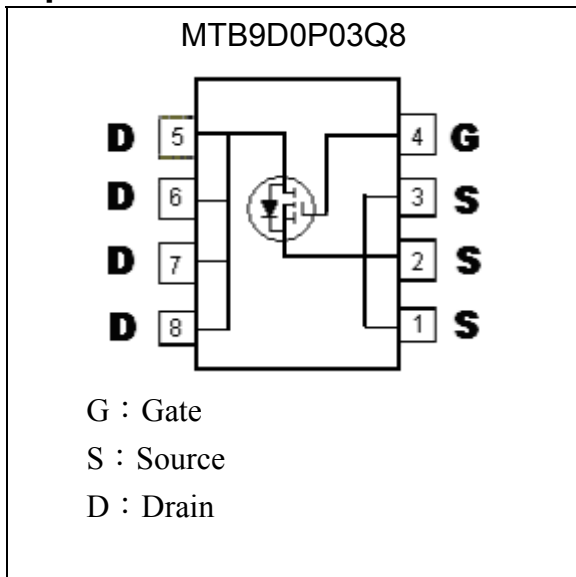 MTB9D0P03Q8
D 5 4 G
D 6 3 S
D 7 2 S
D 8 1 S
G：Gate
S：Source
D：Drain